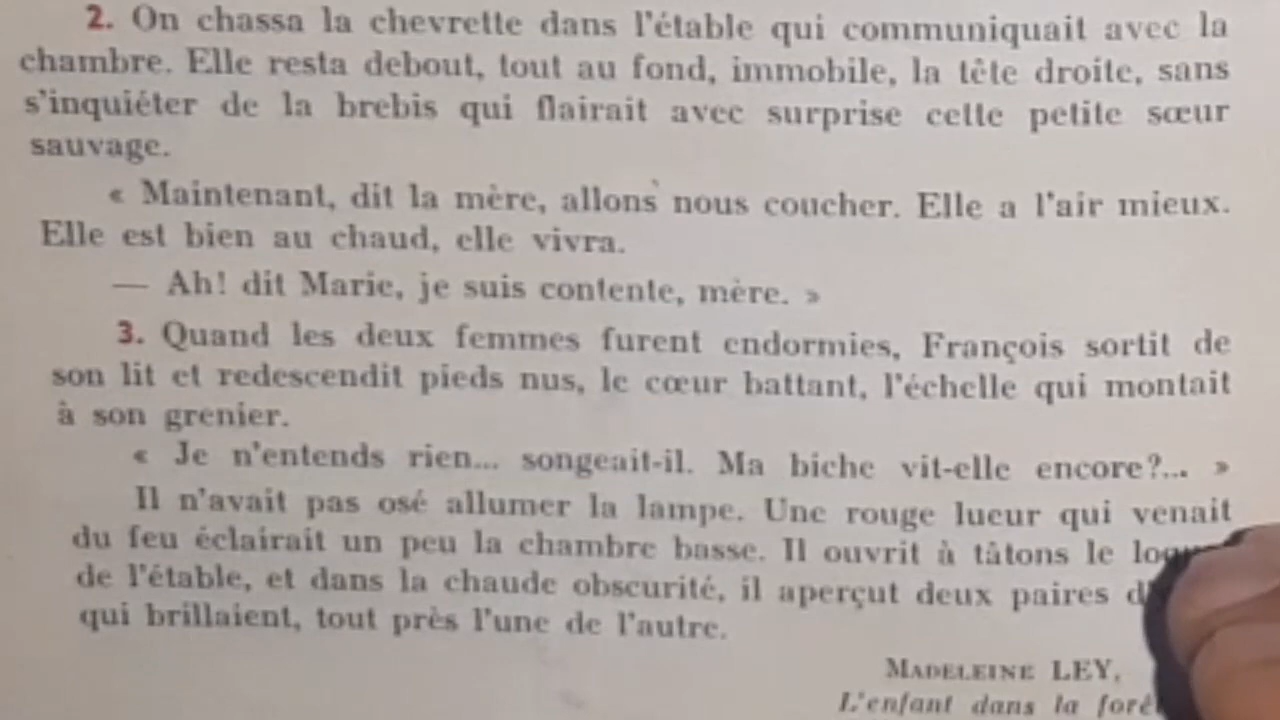 2. On chassa la chevrette dans l'étable qui communiquait avec la
chambre. Elle resta debout, tout au fond, immobile, la tête droite, sans
s'inquiéter de la brebis qui flairait avec surprise cette petite sœur
sauvage.
« Maintenant, dit la mère, allons nous coucher. Elle a l'air mieux.
Elle est bien au chaud, elle vivra.
— Ah! dit Marie, je suis contente, mère. »
3. Quand les deux femmes furent endormies, François sortit de
son lit et redescendit pieds nus, le cœur battant, l'échelle qui montait
à son grenier.
« Je n'entends rien... songeait-il. Ma biche vit-elle encore?... »
Il n'avait pas osé allumer la lampe. Une rouge lueur qui venait
du feu éclairait un peu la chambre basse. Il ouvrit à tâtons le
de l'étable, et dans la chaude obscurité, il aperçut deux paires
qui brillaient, tout près l'une de l'autre.
MADELEINE LEY,
L'enfant dans la